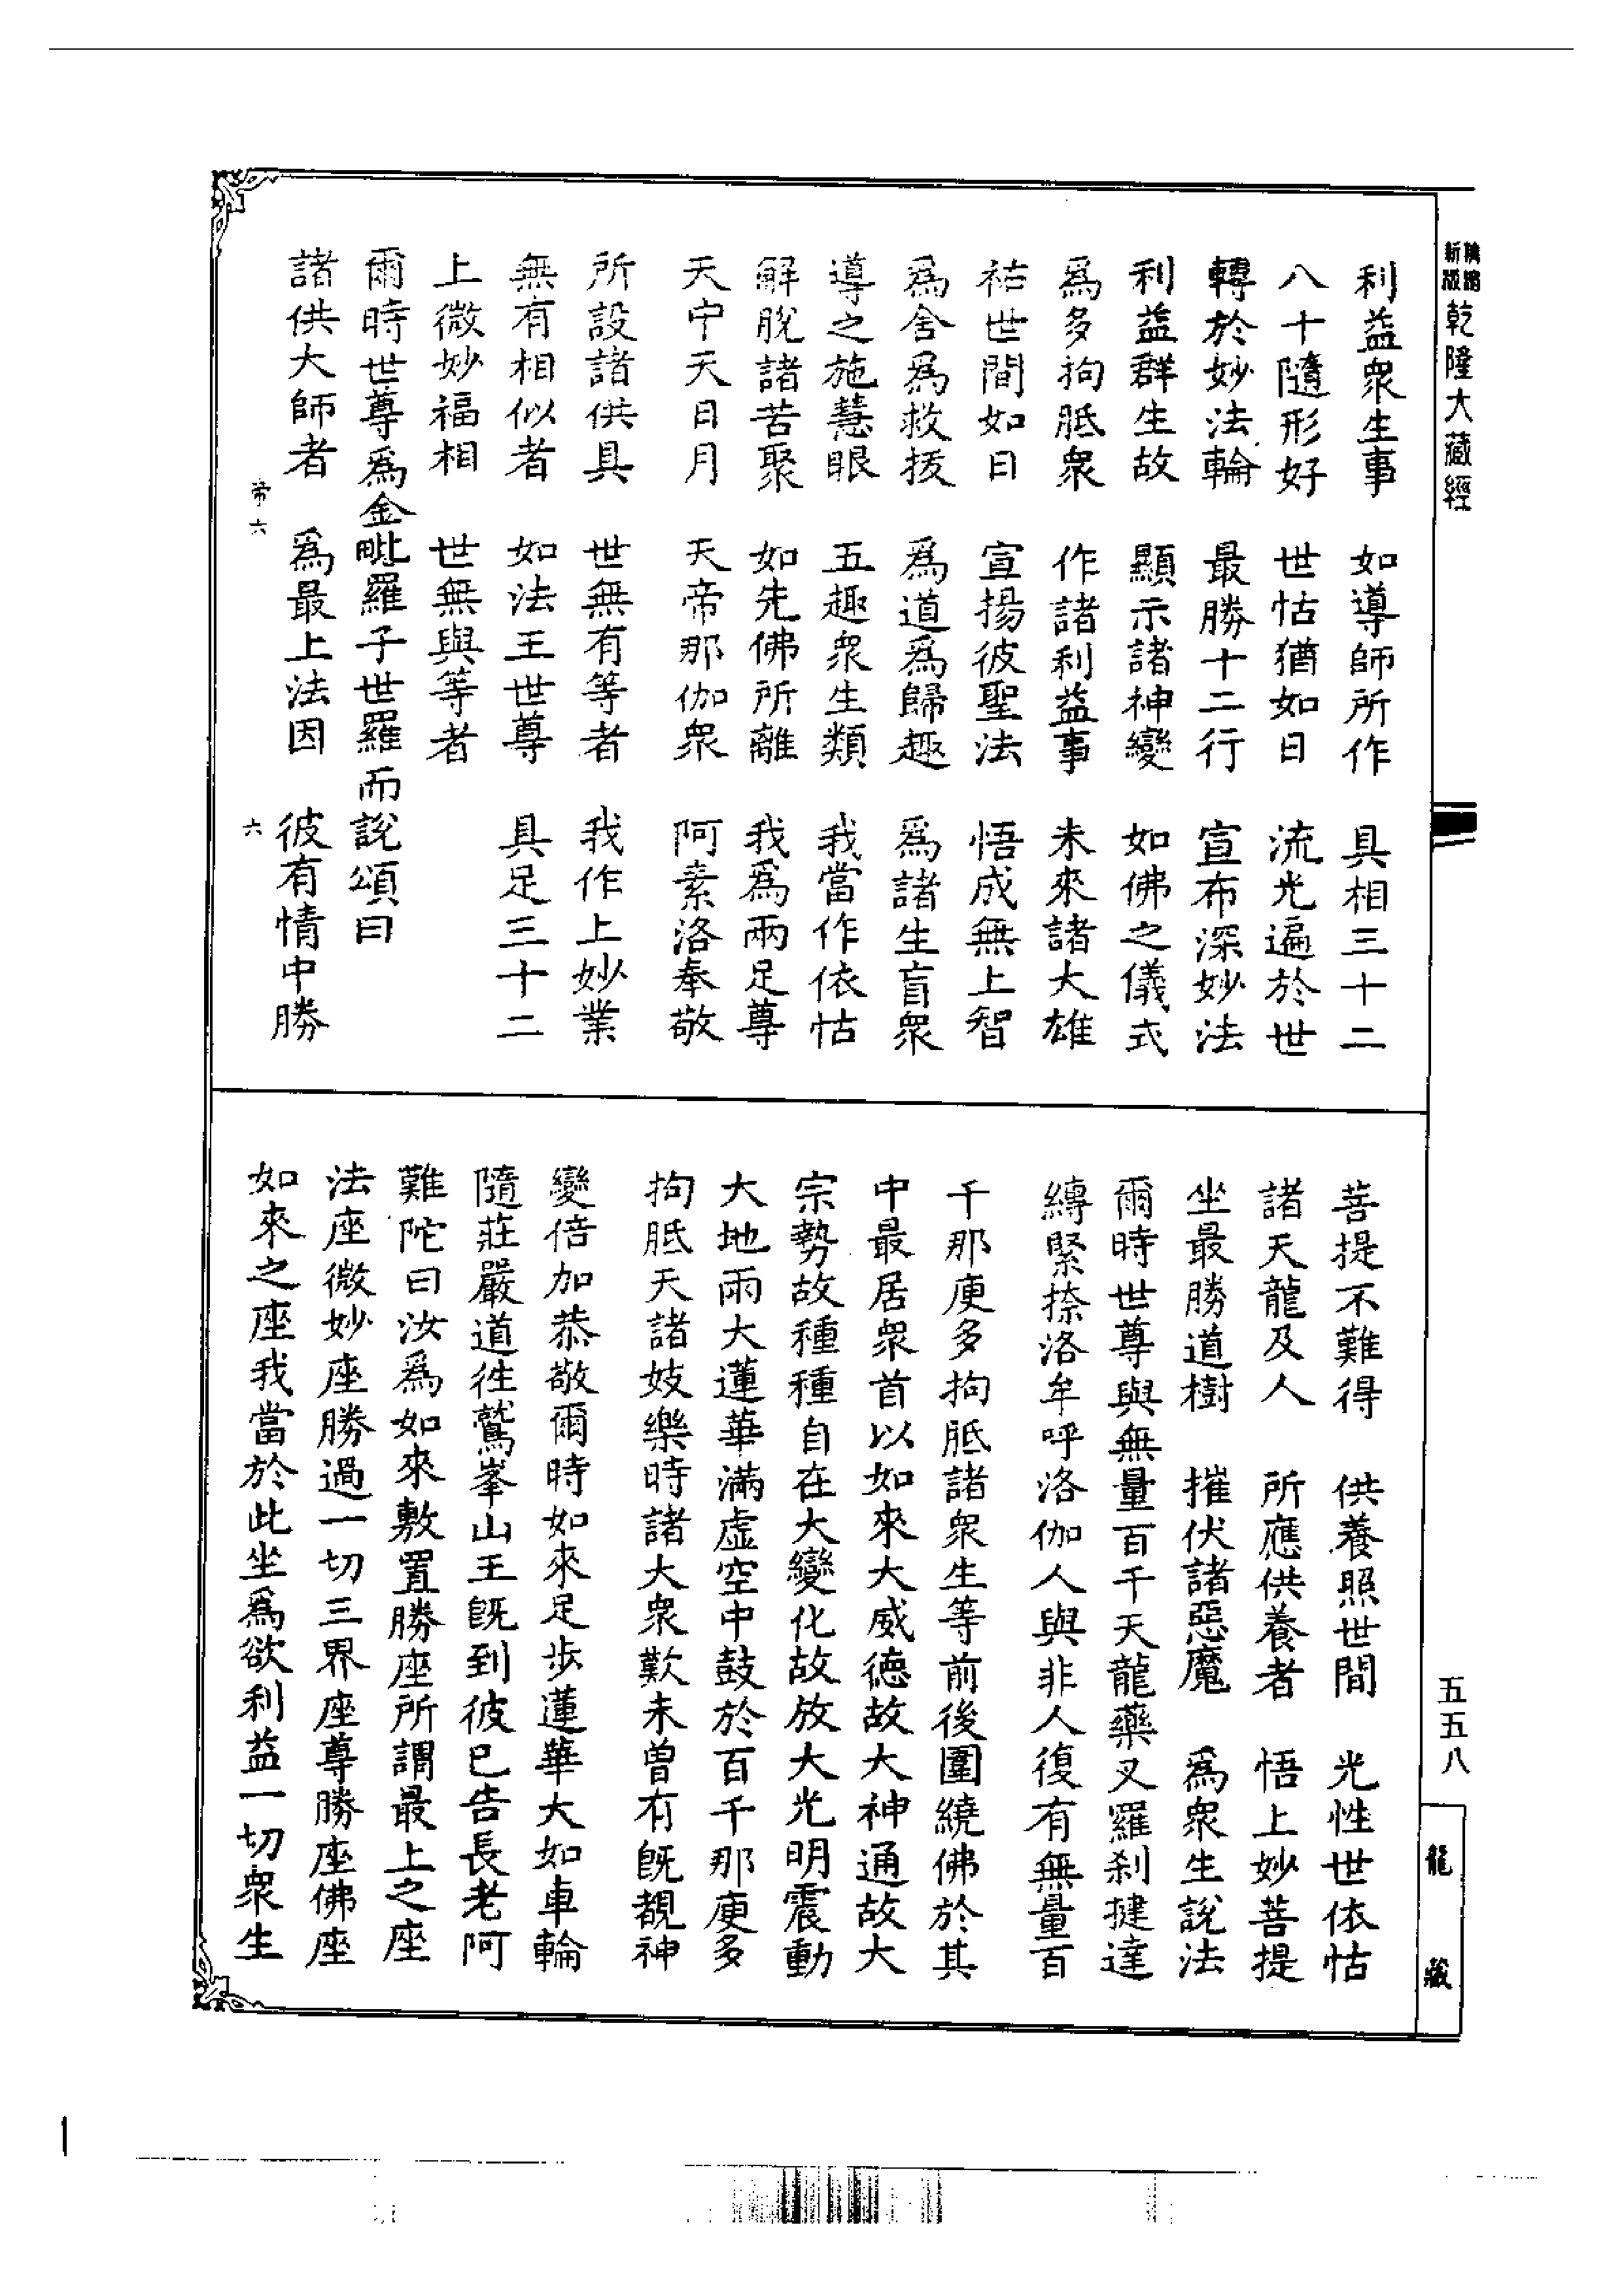 新版
乾隆大藏經
利益衆生事　如導師所作　具相三十二
八十隨形好　世怙猶如日　流光遍於世
轉於妙法輪　最勝十二行　宣布深妙法
利益群生故　顯示諸神變　如佛之儀式
爲多拘胝衆　作諸利益事　未來諸大雄
祐世間如日　宣揚彼聖法　悟成無上智
爲舍爲救拔　爲道爲歸趣　爲諸生盲衆
導之施慧眼　五趣衆生類　我當作依怙
解脫諸苦聚　如先佛所離　我爲兩足尊
天中天日月　天帝那伽衆　阿素洛奉敬
所設諸供具　世無有等者　我作上妙業
無有相似者　如法王世尊　具足三十二
上微妙福相　世無與等者
爾時世尊爲金毗羅子世羅而說頌曰
諸供大師者　爲最上法因　彼有情中勝
帝六　六
菩提不難得　供養照世間　光性世依怙
諸天龍及人　所應供養者　悟上妙菩提
坐最勝道樹　摧伏諸惡魔　爲衆生說法
爾時世尊與無量百千天龍藥叉羅刹揵達
縛緊捺洛牟呼洛伽人與非人復有無量百
千那庾多拘胝諸衆生等前後圍繞佛於其
中最居衆首以如來大威德故大神通故大
宗勢故種種自在大變化故放大光明震動
大地雨大蓮華滿虛空中鼓於百千那庾多
拘胝天諸妓樂時諸大衆歎未曾有旣覩神
變倍加恭敬爾時如來足步蓮華大如車輪
隨莊嚴道徃鷲峯山王旣到彼已告長老阿
難陀曰汝爲如來敷置勝座所謂最上之座
法座微妙座勝過一切三界座尊勝座佛座
如來之座我當於此坐爲欲利益一切衆生
五五八
龍藏